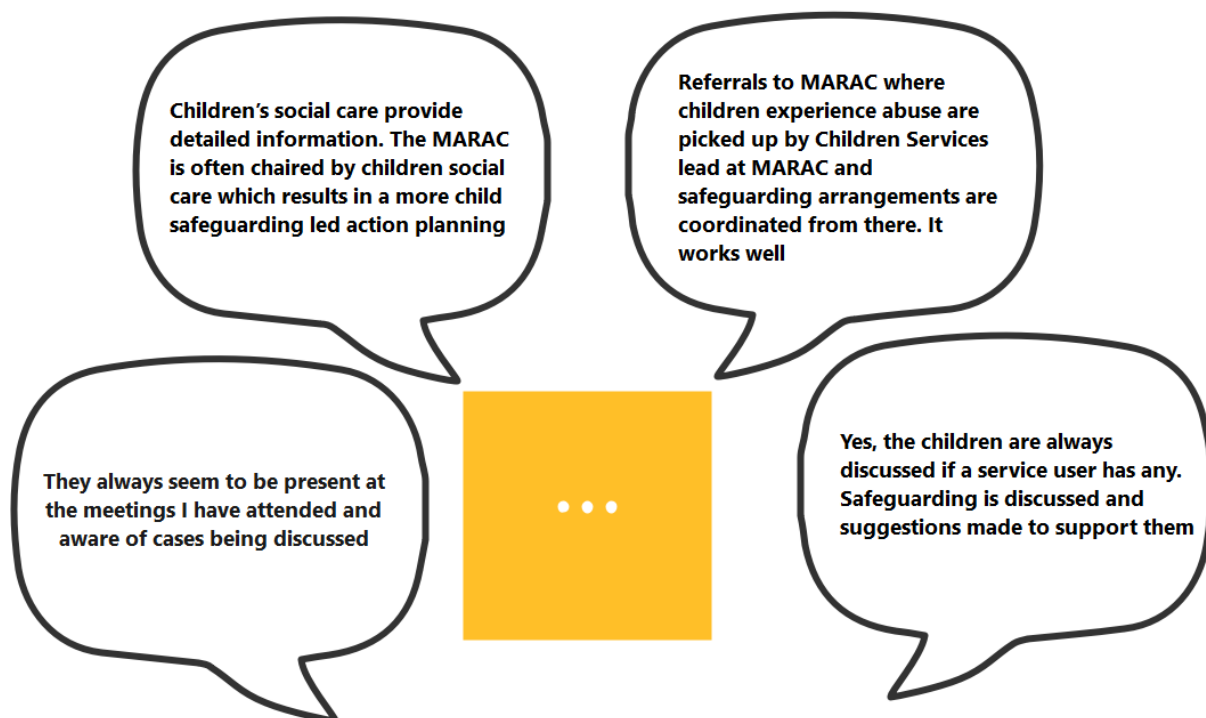 Children’s social care provide
detailed information. The MARAC
is often chaired by children social
care which results in a more child
safeguarding led action planning
Referrals to MARAC where
children experience abuse are
picked up by Children Services
lead at MARAC and
safeguarding arrangements are
coordinated from there. It
works well
They always seem to be present at
the meetings I have attended and
aware of cases being discussed
Yes, the children are always
discussed if a service user has any.
Safeguarding is discussed and
suggestions made to support them